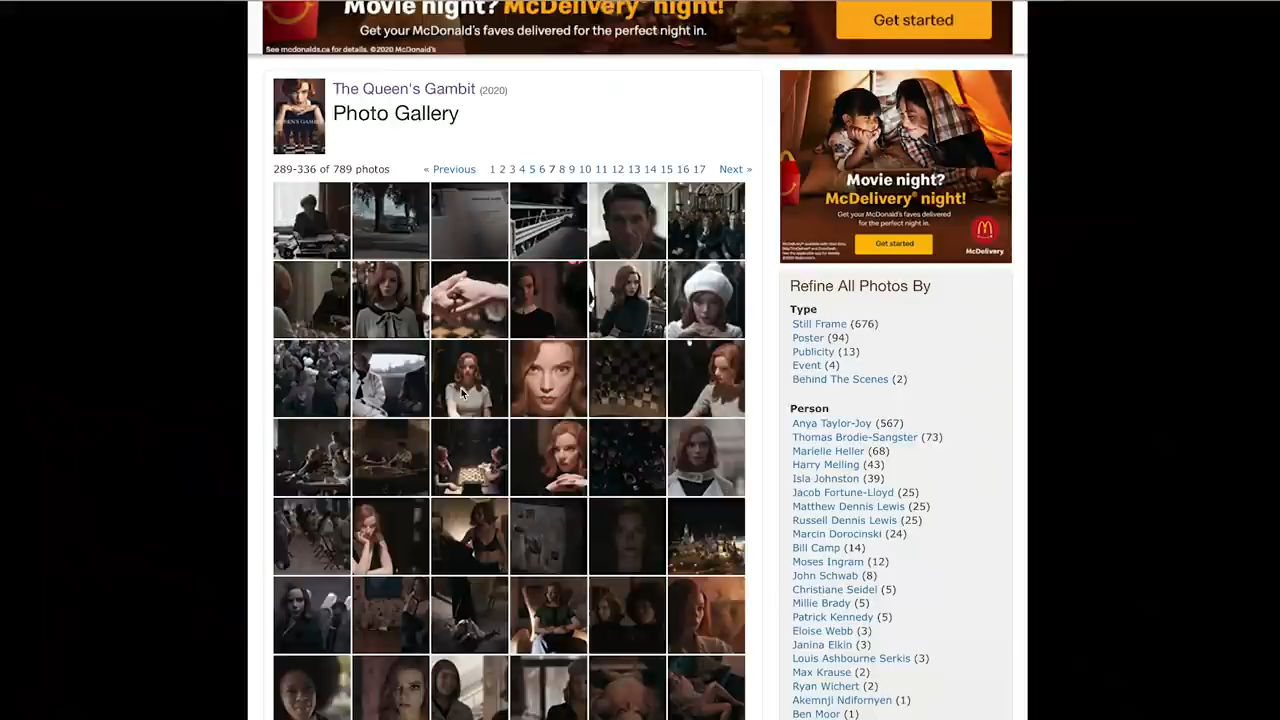 Movie night? McDelivery® night!
Get your McDonald's faves delivered for the perfect night in.
Get started
See mcdonalds.ca for details. ©2020 McDonald's
The Queen's Gambit (2020)
Photo Gallery
289-336 of 789 photos « Previous 1 2 3 4 5 6 7 8 9 10 11 12 13 14 15 16 17 Next »
Movie night?
McDelivery® night!
Get your McDonald's faves delivered
for the perfect night in.
Get started
McDelivery
Refine All Photos By
Type
Still Frame (676)
Poster (94)
Publicity (13)
Event (4)
Behind The Scenes (2)
Person
Anya Taylor-Joy (567)
Thomas Brodie-Sangster (73)
Marielle Heller (68)
Harry Melling (43)
Isla Johnston (39)
Jacob Fortune-Lloyd (25)
Matthew Dennis Lewis (25)
Russell Dennis Lewis (25)
Marcin Dorocinski (24)
Bill Camp (14)
Moses Ingram (12)
John Schwab (8)
Christiane Seidel (5)
Millie Brady (5)
Patrick Kennedy (5)
Eloise Webb (3)
Janina Elkin (3)
Louis Ashbourne Serkis (3)
Max Krause (2)
Ryan Wichert (2)
Akemnji Ndifornyen (1)
Ben Moor (1)